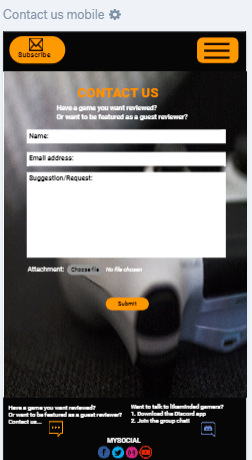 Contact us mobile
Subscribe
CONTACT US
Have a game you want reviewed?
Or want to be featured as a guest reviewer?
Name:
Email address:
Suggestion/Request:
Attachment: Choose file No file chosen
Submit
Have a game you want reviewed?
Or want to be featured as a guest reviewer?
Contact us...
Want to talk to likeminded gamers?
1. Download the Discord app
2. Join the group chat!
MYSOCIAL